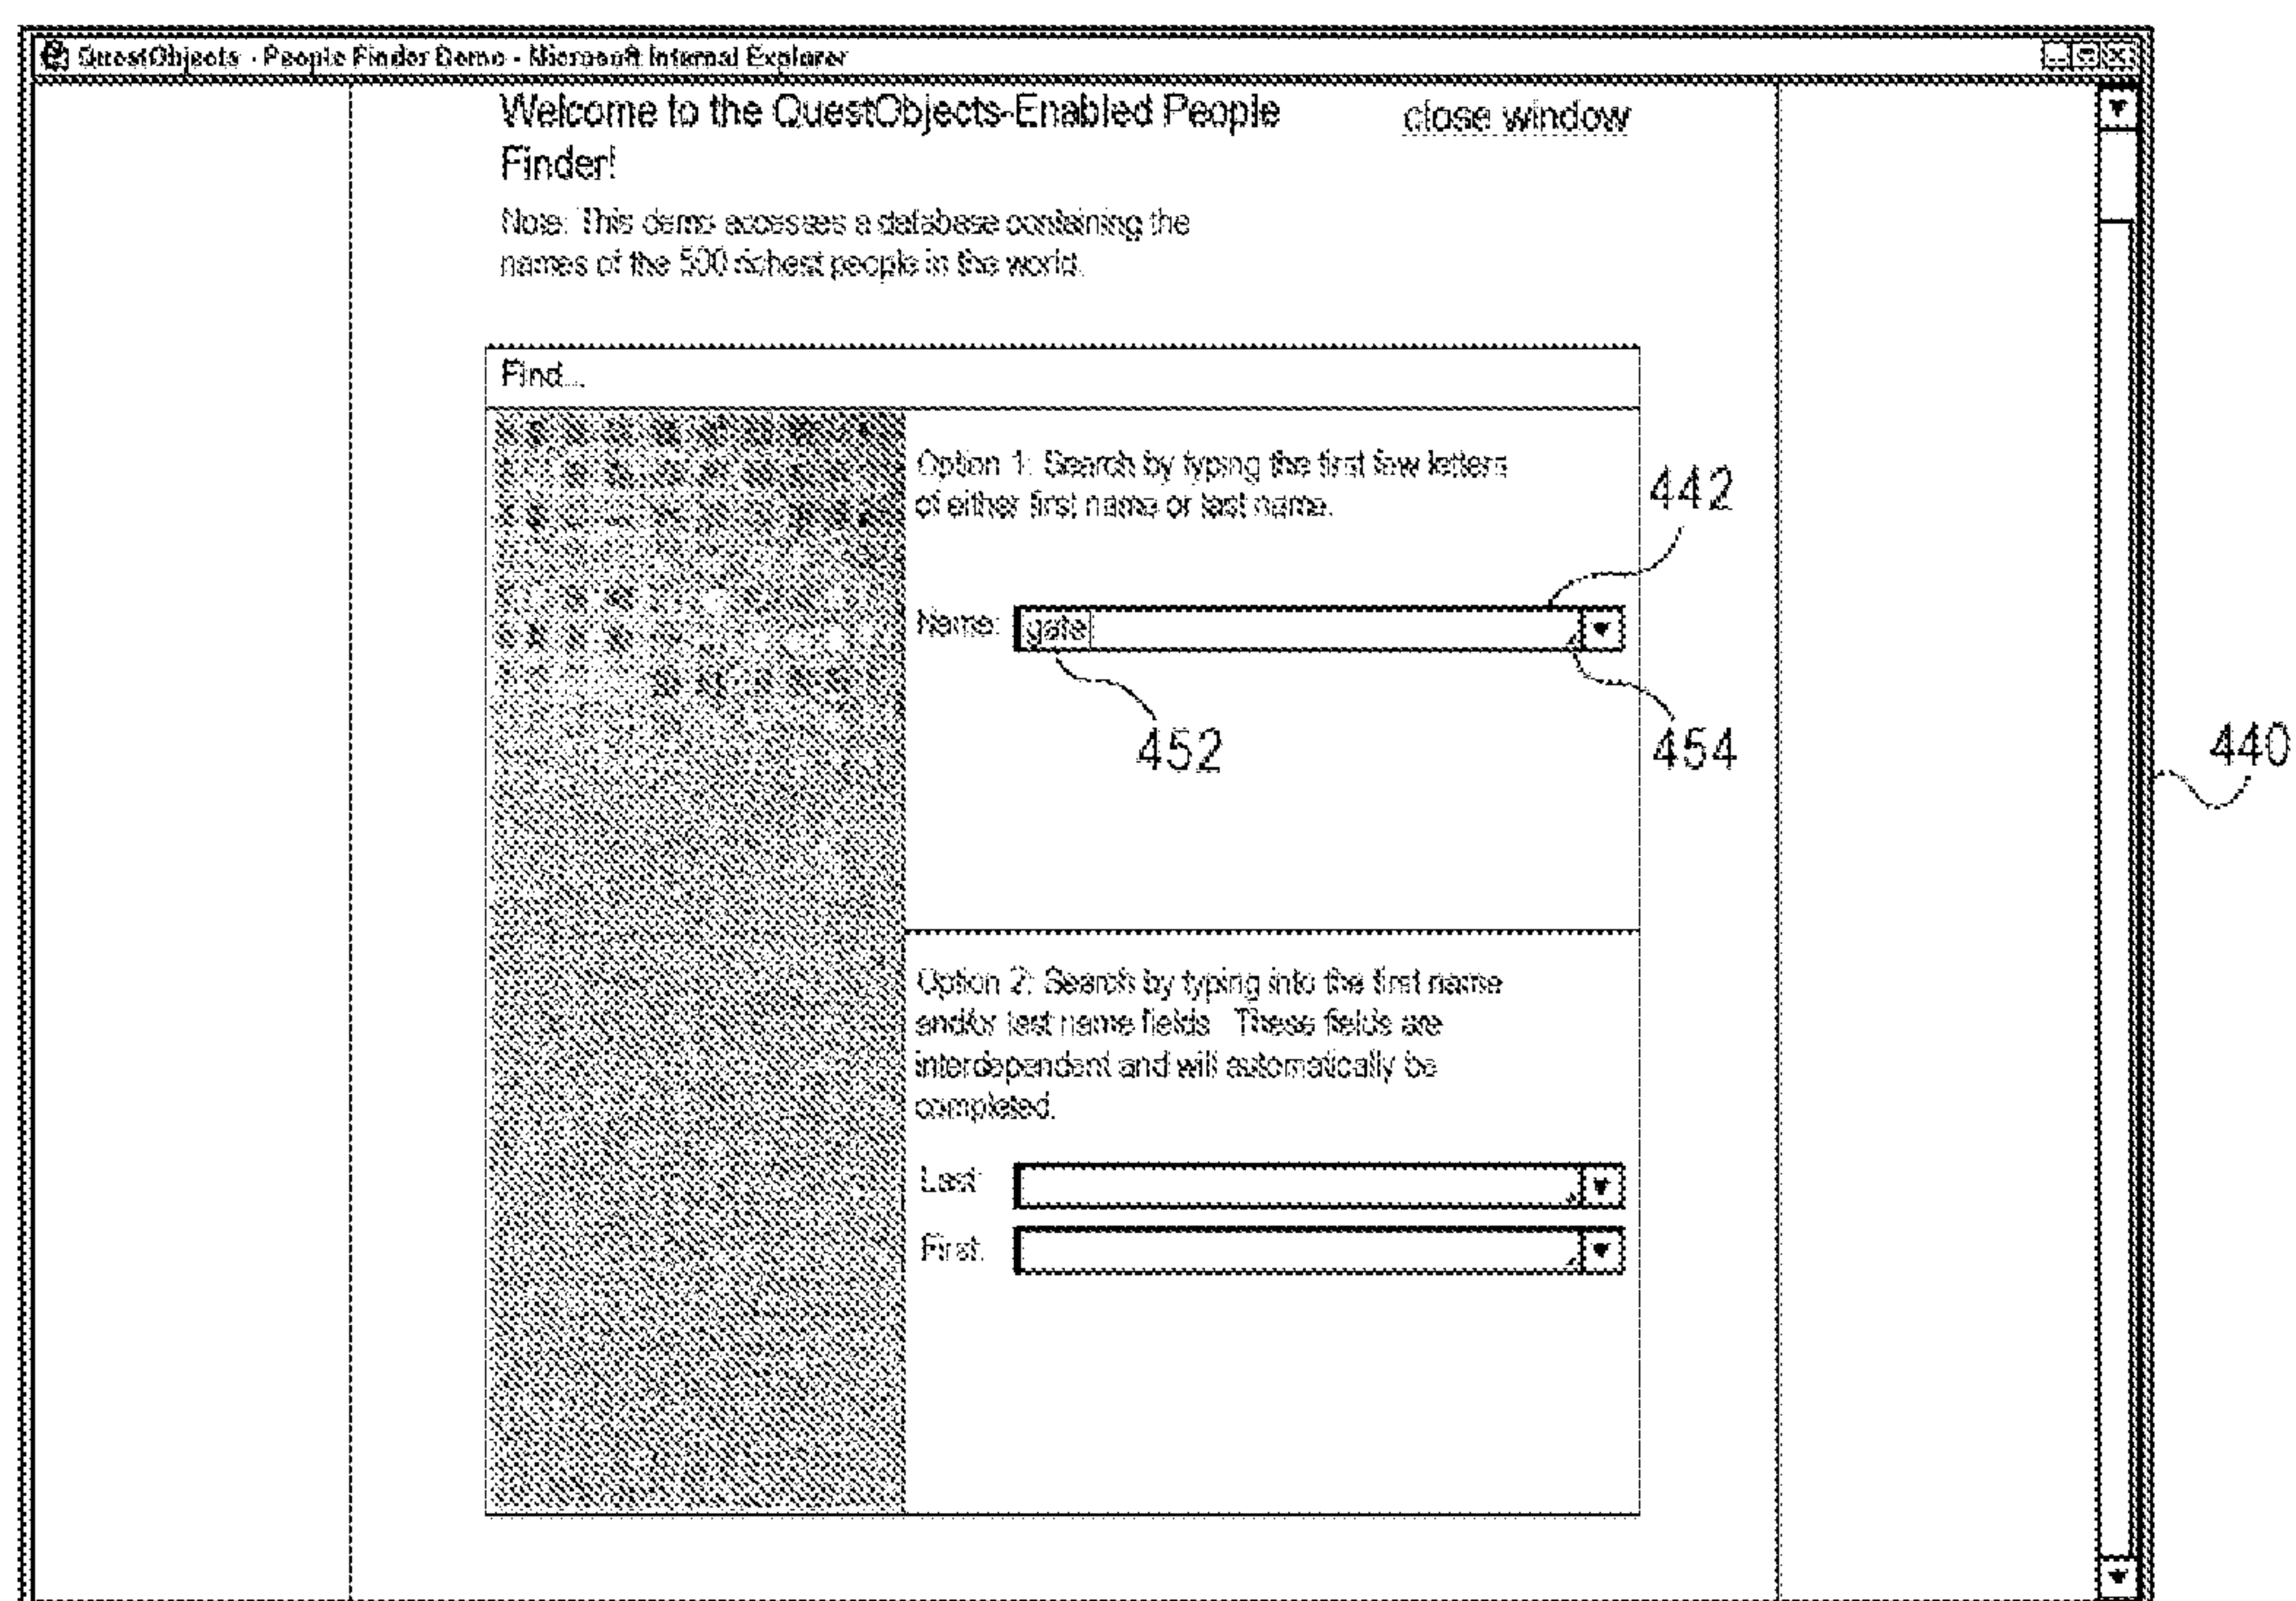 QuestObjects - People Finder Demo - Microsoft Internet Explorer
Welcome to the QuestObjects-Enabled People
Finder!
close window
Note: This demo accesses a database containing the
names of the 500 richest people in the world.
Find...
Option 1: Search by typing the first few letters
of either first name or last name.
442
Name: gate
452
454
440
Option 2: Search by typing into the first name
and/or last name fields. These fields are
interdependent and will automatically be
completed.
Last:
First: